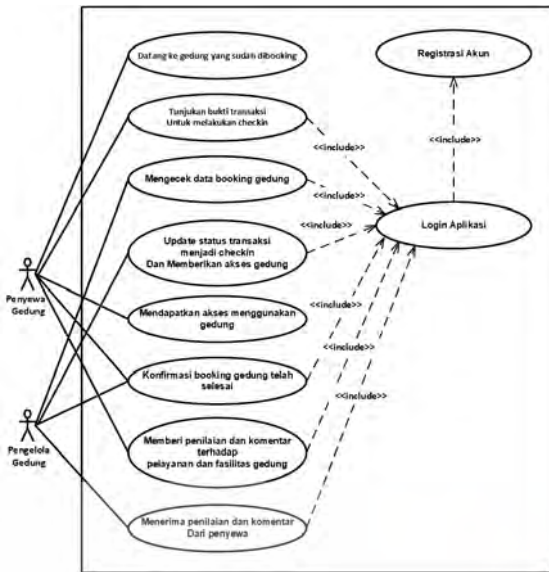 Datang ke gedung yang sudah dibooking
Registrasi Akun
Tunjukan bukti transaksi
Untuk melakukan checkin
<<include>>
<<include>>
Mengecek data booking gedung
<<include>>
Login Aplikasi
<<include>>
Update status transaksi
menjadi checkin
Dan Memberikan akses gedung
Penyewa
Gedung
Mendapatkan akses menggunakan
gedung
<<include>>
<<include>>
Konfirmasi booking gedung telah
selesai
<<include>>
Pengelola
Gedung
Memberi penilaian dan komentar
terhadap
pelayanan dan fasilitas gedung
Menerima penilaian dan komentar
Dari penyewa